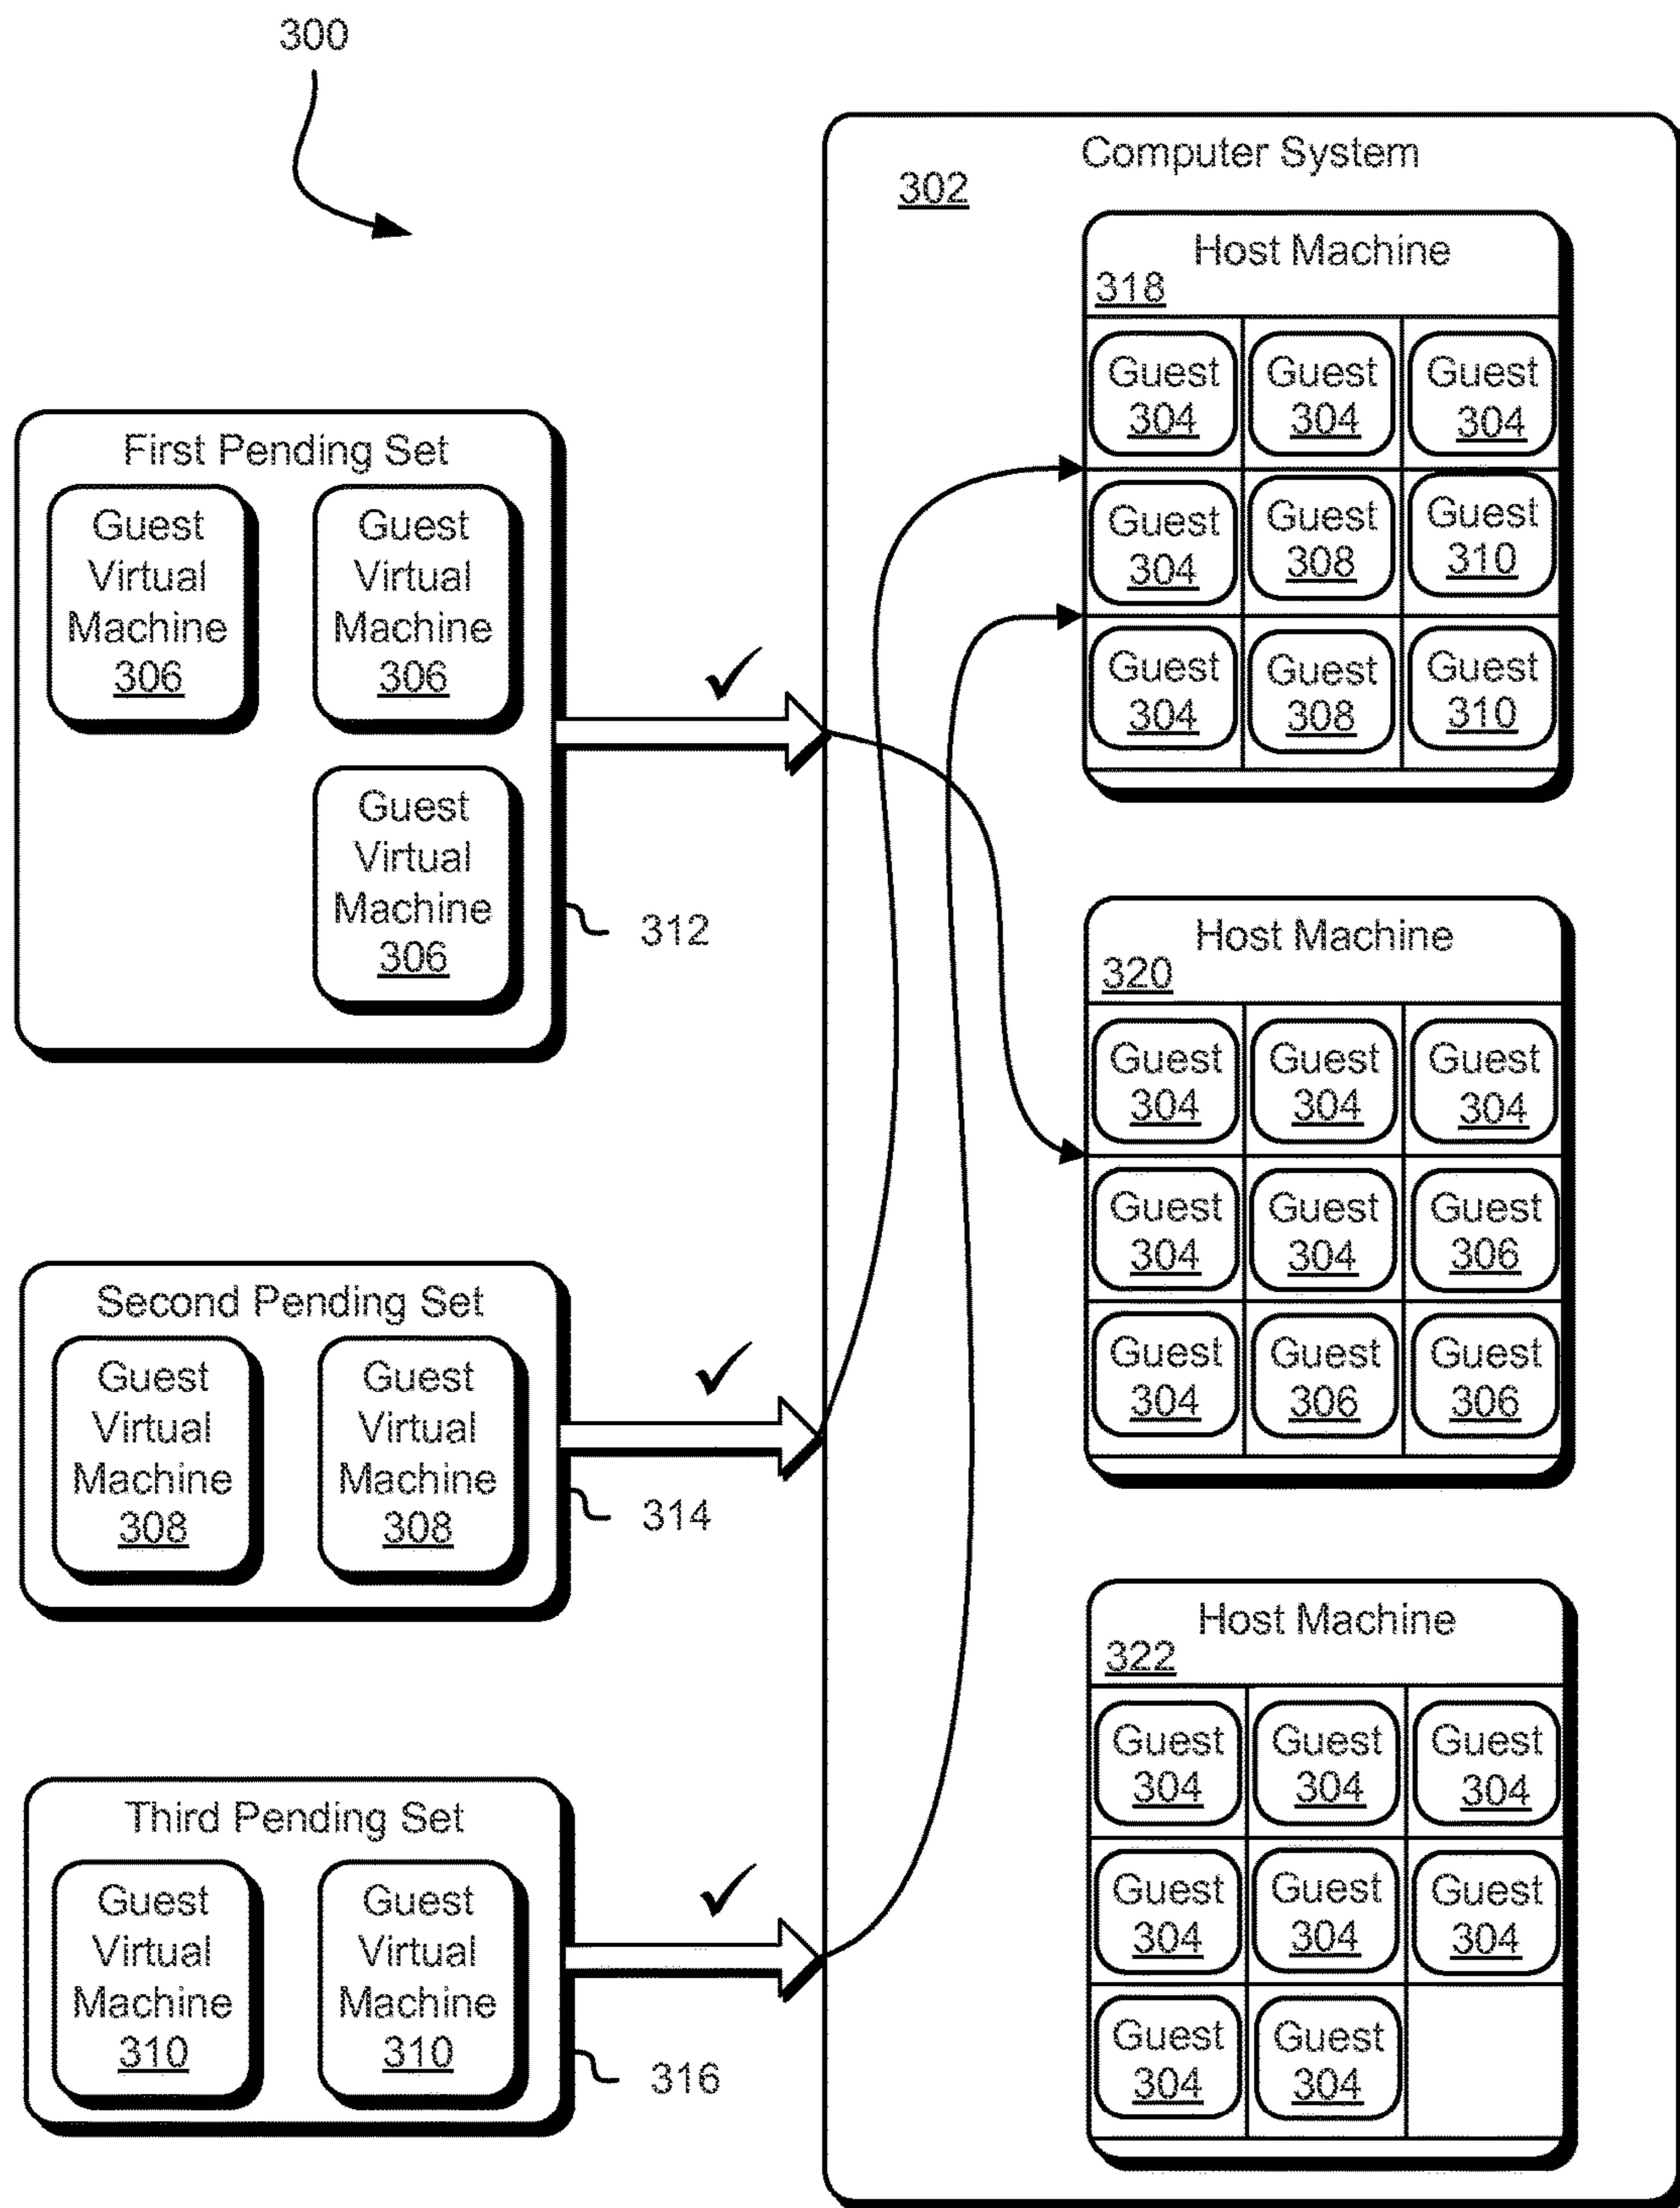 300
Computer System
302
Host Machine
318
Guest Guest Guest
304 304 304
Guest Guest Guest
304 308 310
Guest Guest Guest
304 308 310
First Pending Set
Guest Guest
Virtual Virtual
Machine Machine
306 306
Guest
Virtual
Machine
306
312
Host Machine
320
Guest Guest Guest
304 304 304
Guest Guest Guest
304 304 306
Guest Guest Guest
304 306 306
Second Pending Set
Guest Guest
Virtual Virtual
Machine Machine
308 308
314
Host Machine
322
Guest Guest Guest
304 304 304
Guest Guest Guest
304 304 304
Guest Guest
304 304
Third Pending Set
Guest Guest
Virtual Virtual
Machine Machine
310 310
316